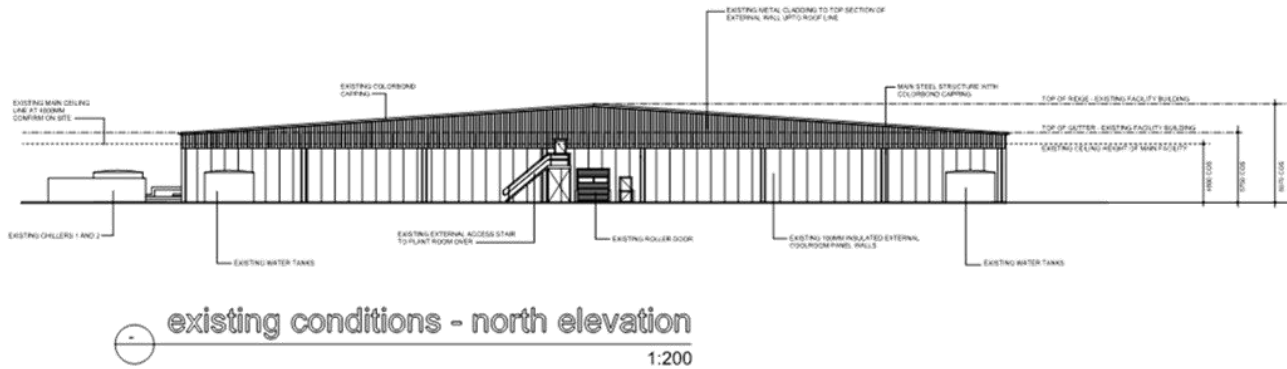 EXISTING METAL CLADDING TO TOP SECTION OF
EXTERNAL WALL UPTO ROOF LINE
EXISTING COLORBOND
CAPPING
MAIN STEEL STRUCTURE WITH
COLORBOND CAPPING
EXISTING MAIN CEILING
LINE AT 4800MM
CONFIRM ON SITE
TOP OF RIDGE - EXISTING FACILITY BUILDING
TOP OF GUTTER - EXISTING FACILITY BUILDING
EXISTING CEILING HEIGHT OF MAIN FACILITY
COS
5750 COS
COS
EXISTING CHILLERS 1 AND 2
EXISTING WATER TANKS
EXISTING EXTERNAL ACCESS STAIR
TO PLANT ROOM OVER
EXISTING ROLLER DOOR
EXISTING 100MM INSULATED EXTERNAL
COOLROOM PANEL WALLS
EXISTING WATER TANKS
existing conditions - north elevation
1:200